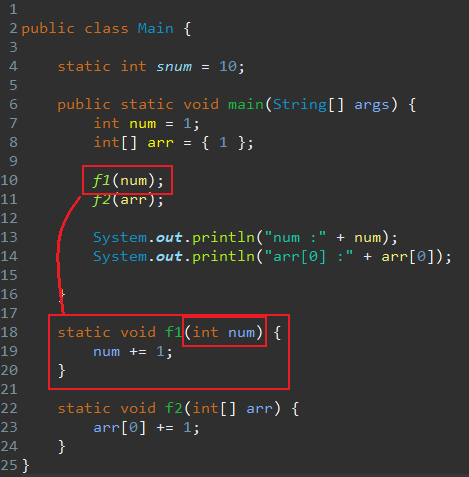 1
2 public class Main {
3
4     static int snum = 10;
5
6     public static void main(String[] args) {
7         int num = 1;
8         int[] arr = { 1 };
9
10         f1(num);
11         f2(arr);
12
13         System.out.println("num :" + num);
14         System.out.println("arr[0] :" + arr[0]);
15
16     }
17
18     static void f1(int num) {
19         num += 1;
20     }
21
22     static void f2(int[] arr) {
23         arr[0] += 1;
24     }
25 }